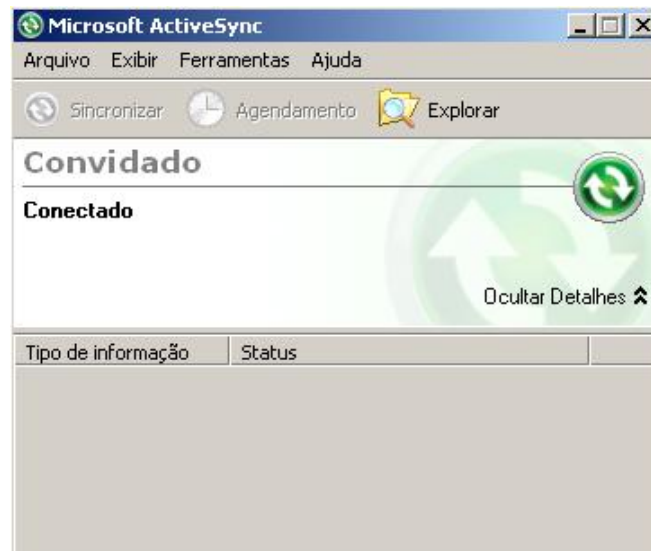 Microsoft ActiveSync
Arquivo Exibir Ferramentas Ajuda
Sincronizar Agendamento Explorar
Convidado
Conectado
Ocultar Detalhes
Tipo de informação Status